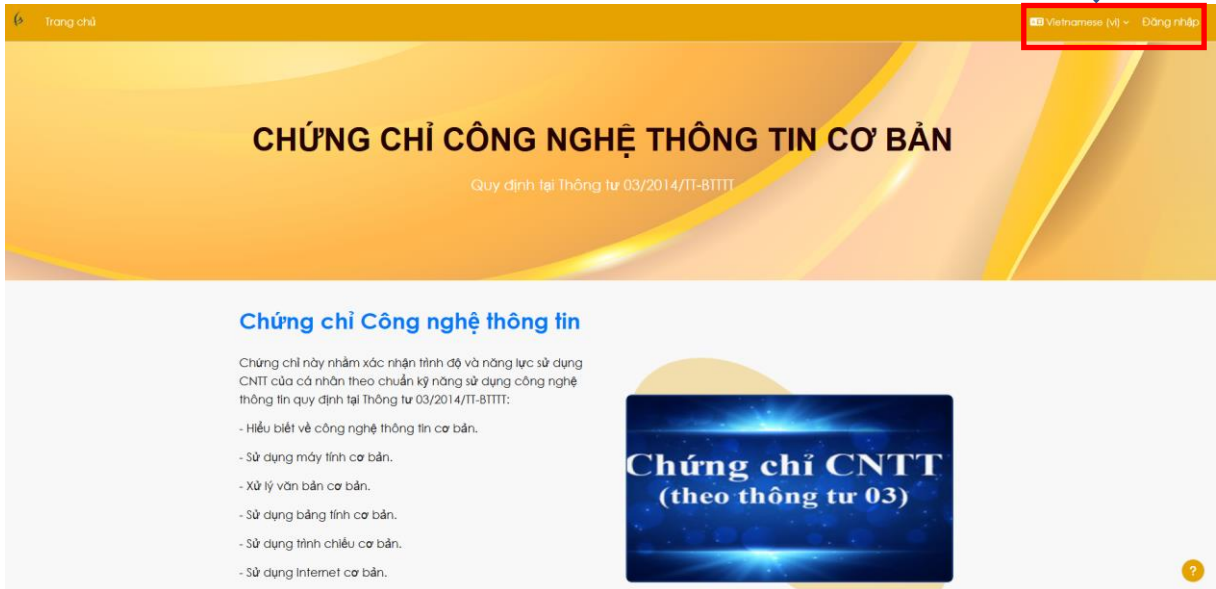 Trang chủ
Vietnamese (vi) Đăng nhập
CHỨNG CHỈ CÔNG NGHỆ THÔNG TIN CƠ BẢN
Quy định tại Thông tư 03/2014/TT-BTTTT
Chứng chỉ Công nghệ thông tin
Chứng chỉ này nhằm xác nhận trình độ và năng lực sử dụng
CNTT của cá nhân theo chuẩn kỹ năng sử dụng công nghệ
thông tin quy định tại Thông tư 03/2014/TT-BTTTT:
- Hiểu biết về công nghệ thông tin cơ bản.
- Sử dụng máy tính cơ bản.
- Xử lý văn bản cơ bản.
- Sử dụng bảng tính cơ bản.
- Sử dụng trình chiếu cơ bản.
- Sử dụng Internet cơ bản.
Chứng chỉ CNTT
(theo thông tư 03)
?